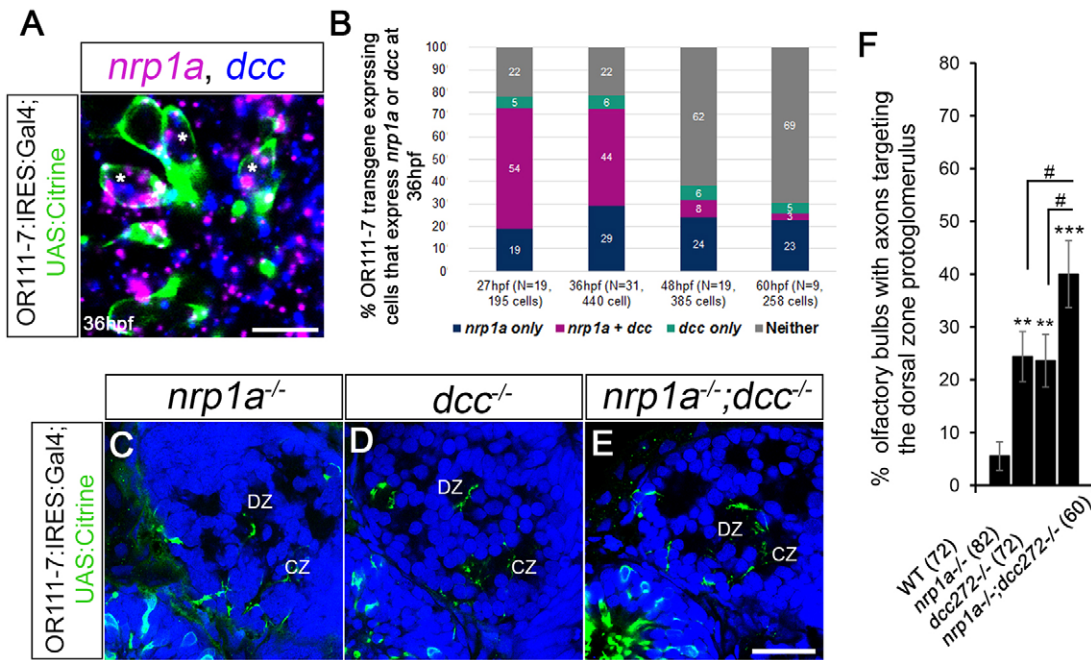 A
nrp1a, dcc
OR111-7:IRES:Gal4;
UAS:Citrine
* * *
36hpf
B
% OR111-7 transgene exprssing
cells that express nrp1a or dcc at
36hpf
100
90
80
70
60
50
40
30
20
10
0
22
5
54
19
22
6
44
29
62
6
8
24
69
5
3
23
27hpf (N=19,
195 cells)
36hpf (N=31,
440 cell)
48hpf (N=19,
385 cells)
60hpf (N=9,
258 cells)
nrp1a only nrp1a + dcc dcc only Neither
nrp1a-/- dcc-/- nrp1a-/-;dcc-/-
OR111-7:IRES:Gal4;
UAS:Citrine
C
DZ
CZ
D
DZ
CZ
E
DZ
CZ
F
% olfactory bulbs with axons targeting
the dorsal zone protoglomerulus
80
70
60
50
40
30
20
10
0
#
#
** ** ***
WT (72)
nrp1a-/- (82)
dcc272-/- (72)
nrp1a-/-;dcc272-/- (60)